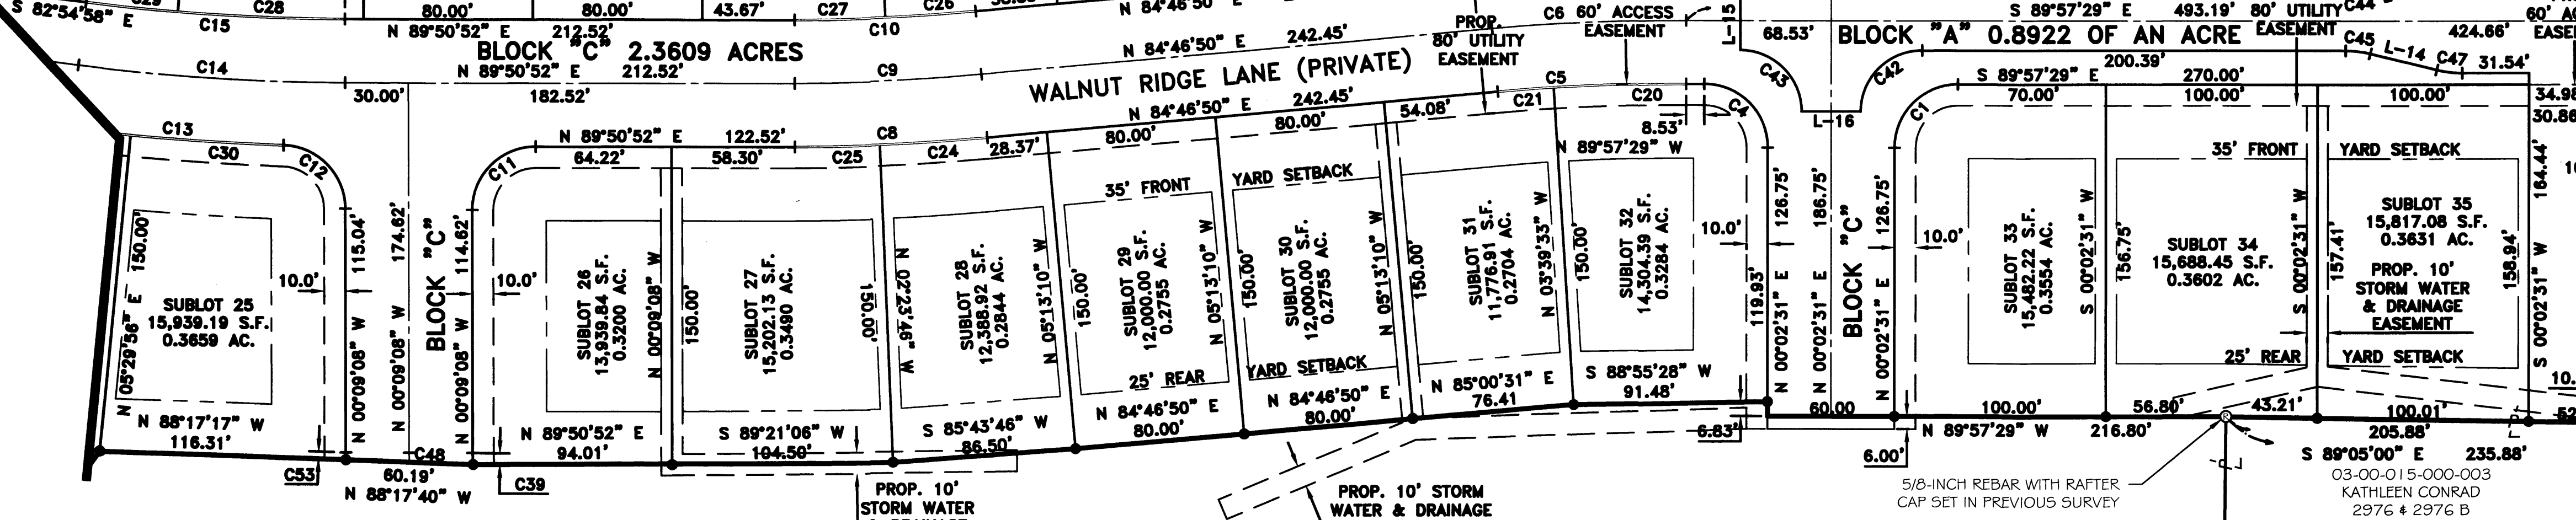 S 82°54'58" E
C29
C15
C28
80.00'
80.00'
43.67'
C27
C26
N 89°50'52" E 212.52'
C10
N 84°46'50" E
BLOCK "C" 2.3609 ACRES
C14
N 89°50'52" E 212.52'
C9
N 84°46'50" E 242.45'
30.00'
182.52'
WALNUT RIDGE LANE (PRIVATE)
N 84°46'50" E 242.45'
PROP.
80' UTILITY
EASEMENT
C6
60' ACCESS
EASEMENT
C5
C21
C20
L-15
68.53'
S 89°57'29" E 493.19'
80' UTILITY
EASEMENT
C44
BLOCK "A" 0.8922 OF AN ACRE
C45
L-14
C47
424.66'
31.54'
200.39'
C43
C42
S 89°57'29" E 270.00'
70.00'
100.00'
100.00'
34.98
30.86
L-16
C4
C1
8.53'
C13
C30
C12
C11
N 89°50'52" E 122.52'
64.22'
58.30'
C8
C25
C24
28.37'
80.00'
80.00'
54.08'
N 89°57'29" W
35' FRONT YARD SETBACK
35' FRONT YARD SETBACK
N 05°29'56" E 150.00'
SUBLOT 25
15,939.19 S.F.
0.3659 AC.
N 88°17'17" W
116.31'
10.0'
N 00°09'08" W 115.04'
N 00°09'08" W 174.62'
BLOCK "C"
N 00°09'08" W 114.62'
10.0'
C53
C48
60.19'
N 88°17'40" W
C39
SUBLOT 26
13,939.84 S.F.
0.3200 AC.
N 89°50'52" E
94.01'
N 00°09'08" W
150.00'
SUBLOT 27
15,202.13 S.F.
0.3490 AC.
S 89°21'06" W
104.50'
150.00'
N 02°23'46" W
SUBLOT 28
12,388.92 S.F.
0.2844 AC.
S 85°43'46" W
86.50'
N 05°13'10" W
150.00'
SUBLOT 29
12,000.00 S.F.
0.2755 AC.
25' REAR YARD SETBACK
N 84°46'50" E
80.00'
N 05°13'10" W
150.00'
SUBLOT 30
12,000.00 S.F.
0.2755 AC.
N 84°46'50" E
80.00'
N 05°13'10" W
150.00'
SUBLOT 31
11,776.91 S.F.
0.2704 AC.
N 85°00'31" E
76.41
N 03°39'33" W
150.00'
SUBLOT 32
14,304.39 S.F.
0.3284 AC.
S 88°55'28" W
91.48'
10.0'
119.93'
N 00°02'31" E 126.75'
N 00°02'31" E 186.75'
BLOCK "C"
N 00°02'31" E 126.75'
10.0'
60.00
6.83'
6.00'
SUBLOT 33
15,482.22 S.F.
0.3554 AC.
100.00'
S 00°02'31" W
156.75'
SUBLOT 34
15,688.45 S.F.
0.3602 AC.
56.80'
43.21'
N 89°57'29" W 216.80'
S 00°02'31" W
157.41'
SUBLOT 35
15,817.08 S.F.
0.3631 AC.
PROP. 10'
STORM WATER
& DRAINAGE
EASEMENT
25' REAR YARD SETBACK
158.94'
164.44'
S 00°02'31" W
100.01'
205.88'
S 89°05'00" E 235.88'
PROP. 10'
STORM WATER
PROP. 10' STORM
WATER & DRAINAGE
5/8-INCH REBAR WITH RAFTER
CAP SET IN PREVIOUS SURVEY
03-00-015-000-003
KATHLEEN CONRAD
2976 & 2976 B